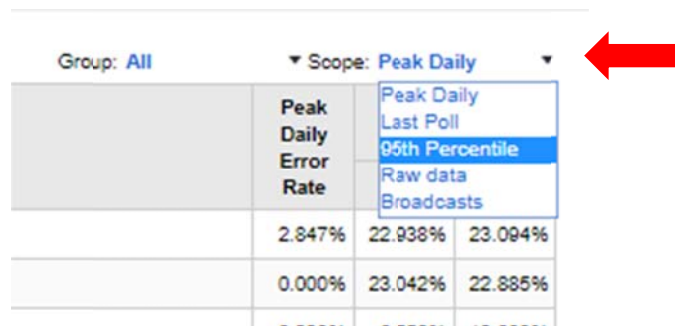 Group: All ▼ Scope: Peak Daily ▼
Peak Daily Error Rate
Peak Daily
Last Poll
95th Percentile
Raw data
Broadcasts
2.847% 22.938% 23.094%
0.000% 23.042% 22.885%